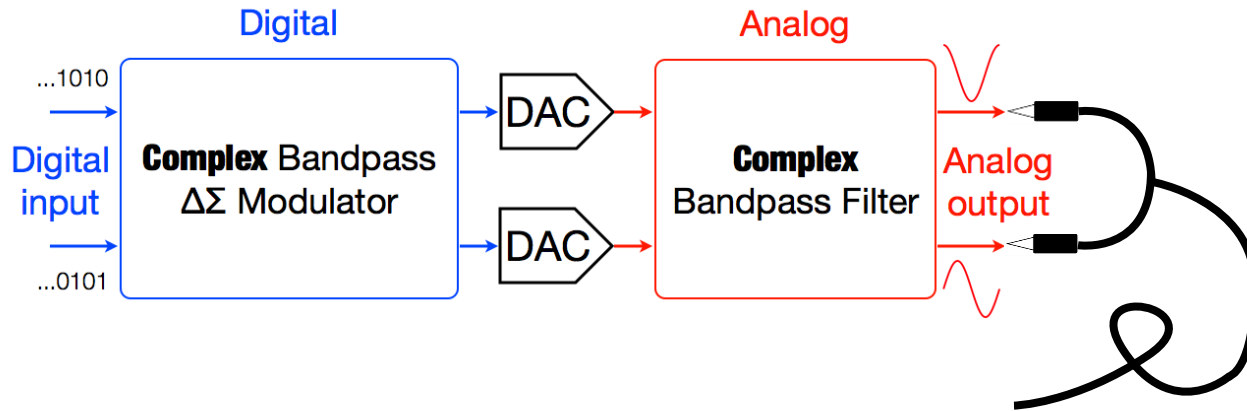 Digital
Analog
...1010
DAC
Digital
input
Complex Bandpass
ΔΣ Modulator
Complex
Bandpass Filter
Analog
output
DAC
...0101